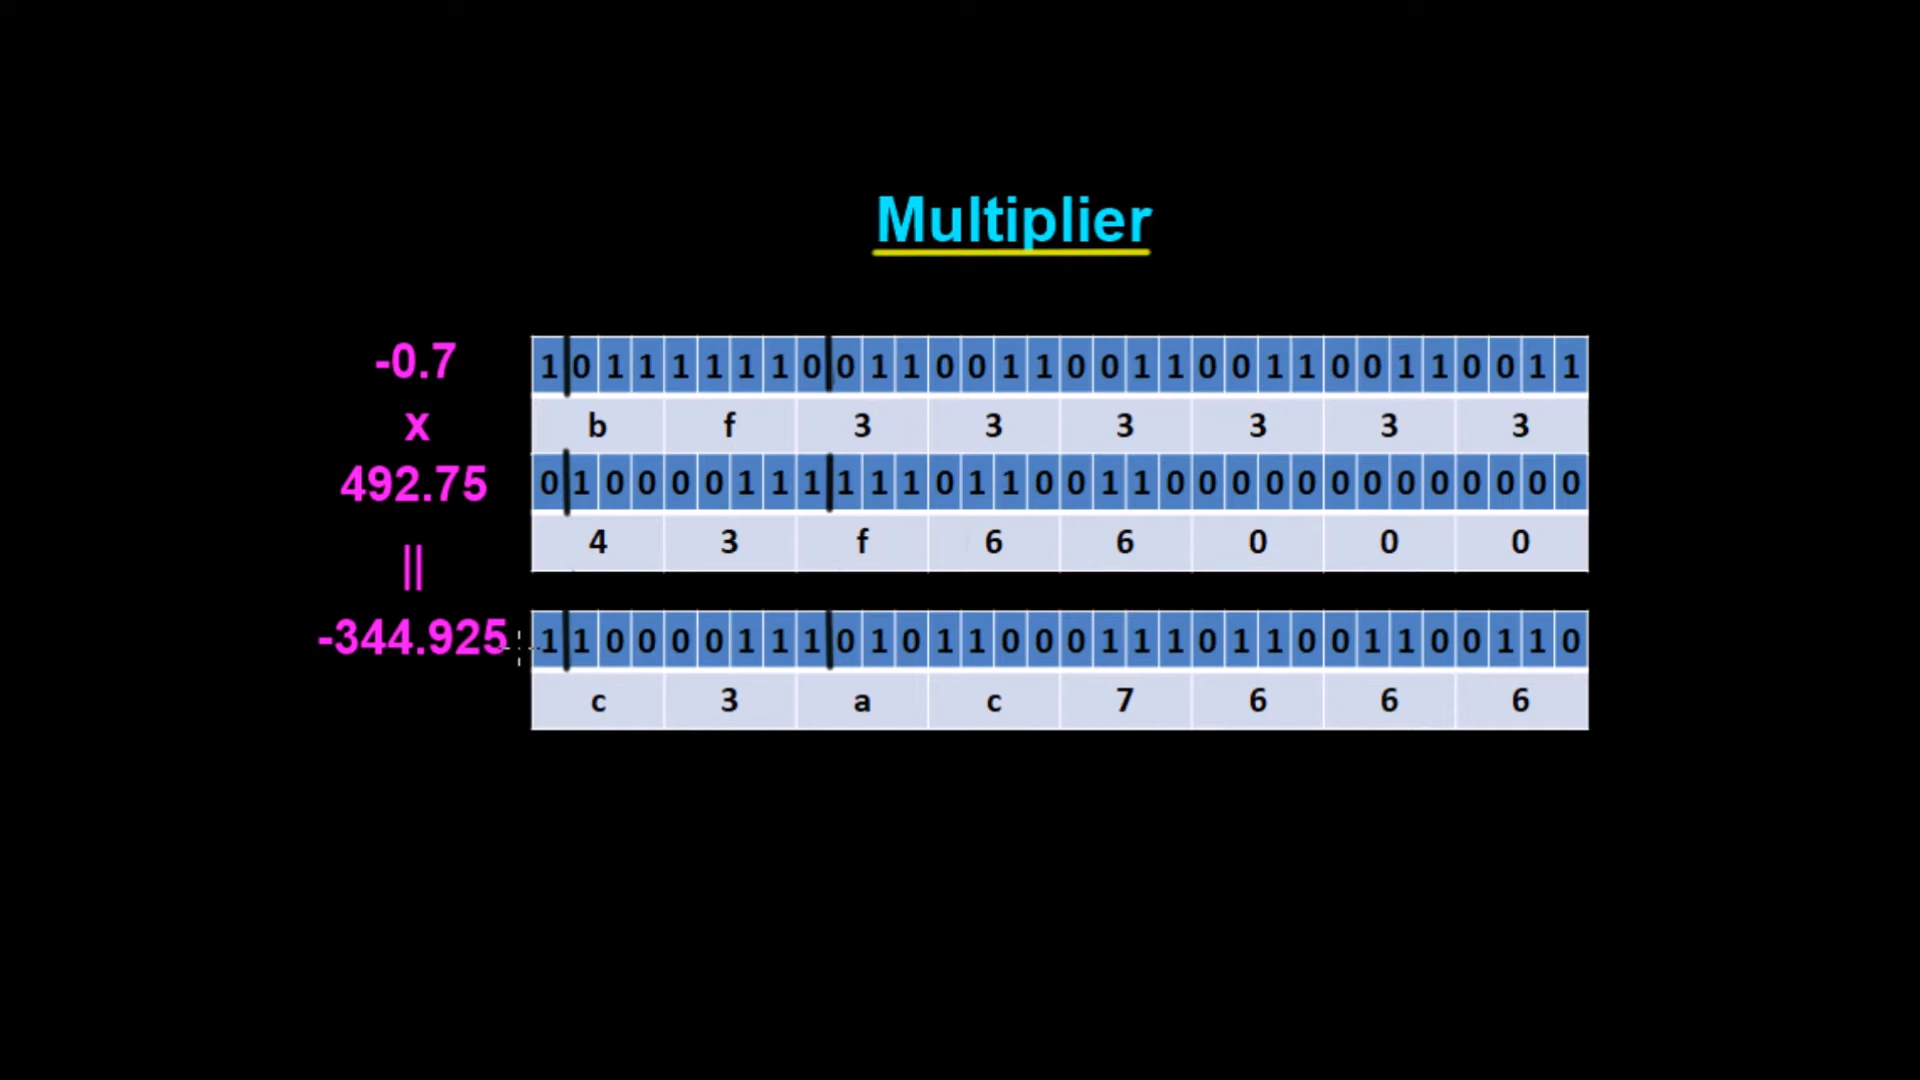 Multiplier
-0.7 1 0 1 1 1 1 1 1 0 0 1 1 0 0 1 1 0 0 1 1 0 0 1 1 0 0 1 1 0 0 1 1
x b f 3 3 3 3 3 3
492.75 0 1 0 0 0 0 1 1 1 1 1 1 0 1 1 0 0 1 1 0 0 0 0 0 0 0 0 0 0 0 0 0
|| 4 3 f 6 6 0 0 0
-344.925 1 1 0 0 0 0 1 1 1 0 1 0 1 1 0 0 0 1 1 1 0 1 1 0 0 1 1 0 0 1 1 0
c 3 a c 7 6 6 6